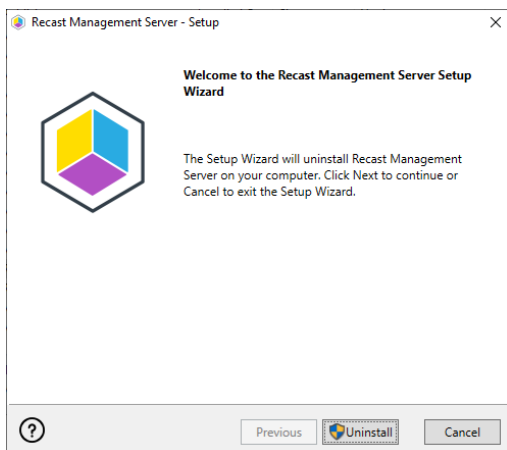 Recast Management Server - Setup
Welcome to the Recast Management Server Setup
Wizard
The Setup Wizard will uninstall Recast Management
Server on your computer. Click Next to continue or
Cancel to exit the Setup Wizard.
?
Previous
Uninstall
Cancel